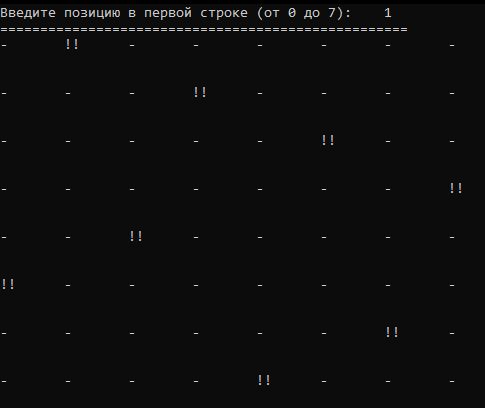 Введите позицию в первой строке (от 0 до 7):    1
===================================================
-       !!      -       -       -       -       -       -
-       -       -       !!      -       -       -       -
-       -       -       -       -       !!      -       -
-       -       -       -       -       -       -       !!
-       -       !!      -       -       -       -       -
!!      -       -       -       -       -       -       -
-       -       -       -       -       -       !!      -
-       -       -       -       !!      -       -       -